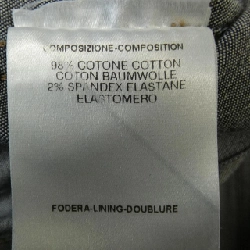 COMPOSIZIONE-COMPOSITION
98% COTONE COTTON
COTON BAUMWOLLE
2% SPANDEX ELASTANE
ELASTOMERO
FODERA-LINING-DOUBLURE